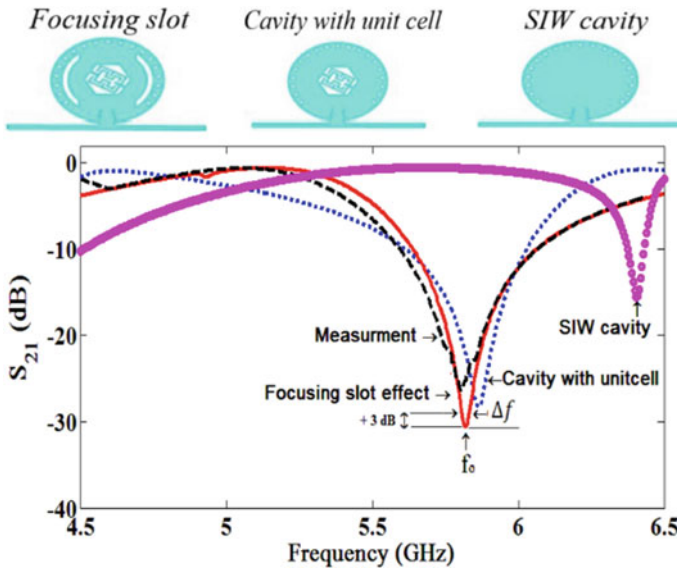 Focusing slot
Cavity with unit cell
SIW cavity
0
-10
-20
-30
-40
S21 (dB)
Measurment
SIW cavity
Focusing slot effect
Cavity with unitcell
+ 3 dB
Δf
f0
4.5
5
5.5
6
6.5
Frequency (GHz)